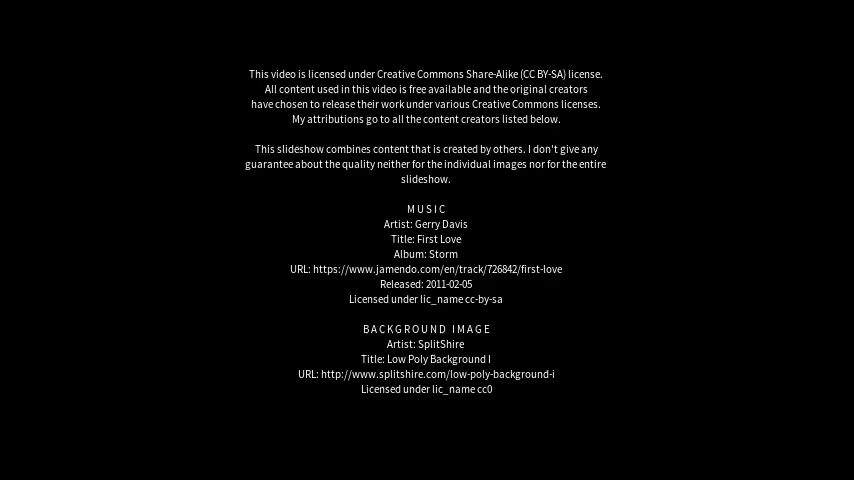 This video is licensed under Creative Commons Share-Alike (CC BY-SA) license.
All content used in this video is free available and the original creators
have chosen to release their work under various Creative Commons licenses.
My attributions go to all the content creators listed below.
This slideshow combines content that is created by others. I don't give any
guarantee about the quality neither for the individual images nor for the entire
slideshow.
MUSIC
Artist: Gerry Davis
Title: First Love
Album: Storm
URL: https://www.jamendo.com/en/track/726842/first-love
Released: 2011-02-05
Licensed under lic_name cc-by-sa
BACKGROUND IMAGE
Artist: SplitShire
Title: Low Poly Background I
URL: http://www.splitshire.com/low-poly-background-i
Licensed under lic_name cc0